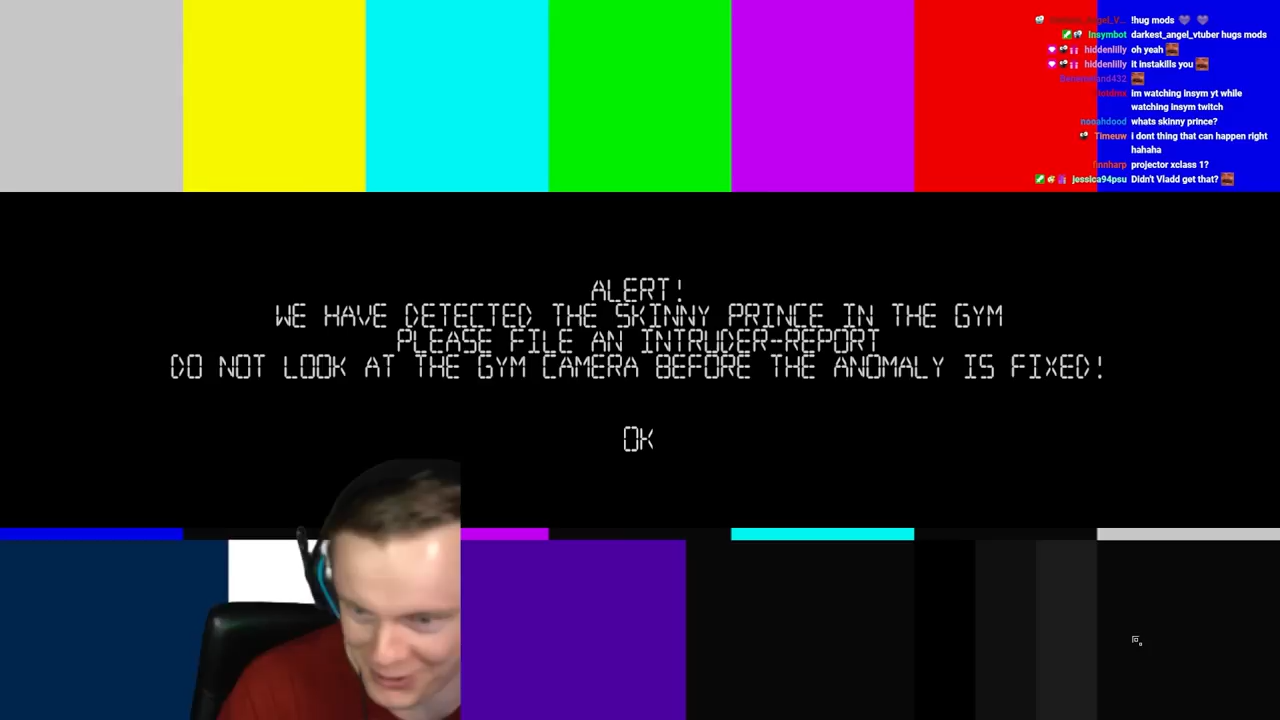 !hug mods
Insymbot darkest_angel_vtuber hugs mods
hiddenlilly oh yeah
hiddenlilly it instakills you
im watching insym yt while
watching insym twitch
nooahdood whats skinny prince?
Timeuw i dont thing that can happen right
hahaha
finnharp projector xclass 1?
jessica94psu Didn't Vladd get that?
ALERT!
WE HAVE DETECTED THE SKINNY PRINCE IN THE GYM
PLEASE FILE AN INTRUDER-REPORT
DO NOT LOOK AT THE GYM CAMERA BEFORE THE ANOMALY IS FIXED!
OK